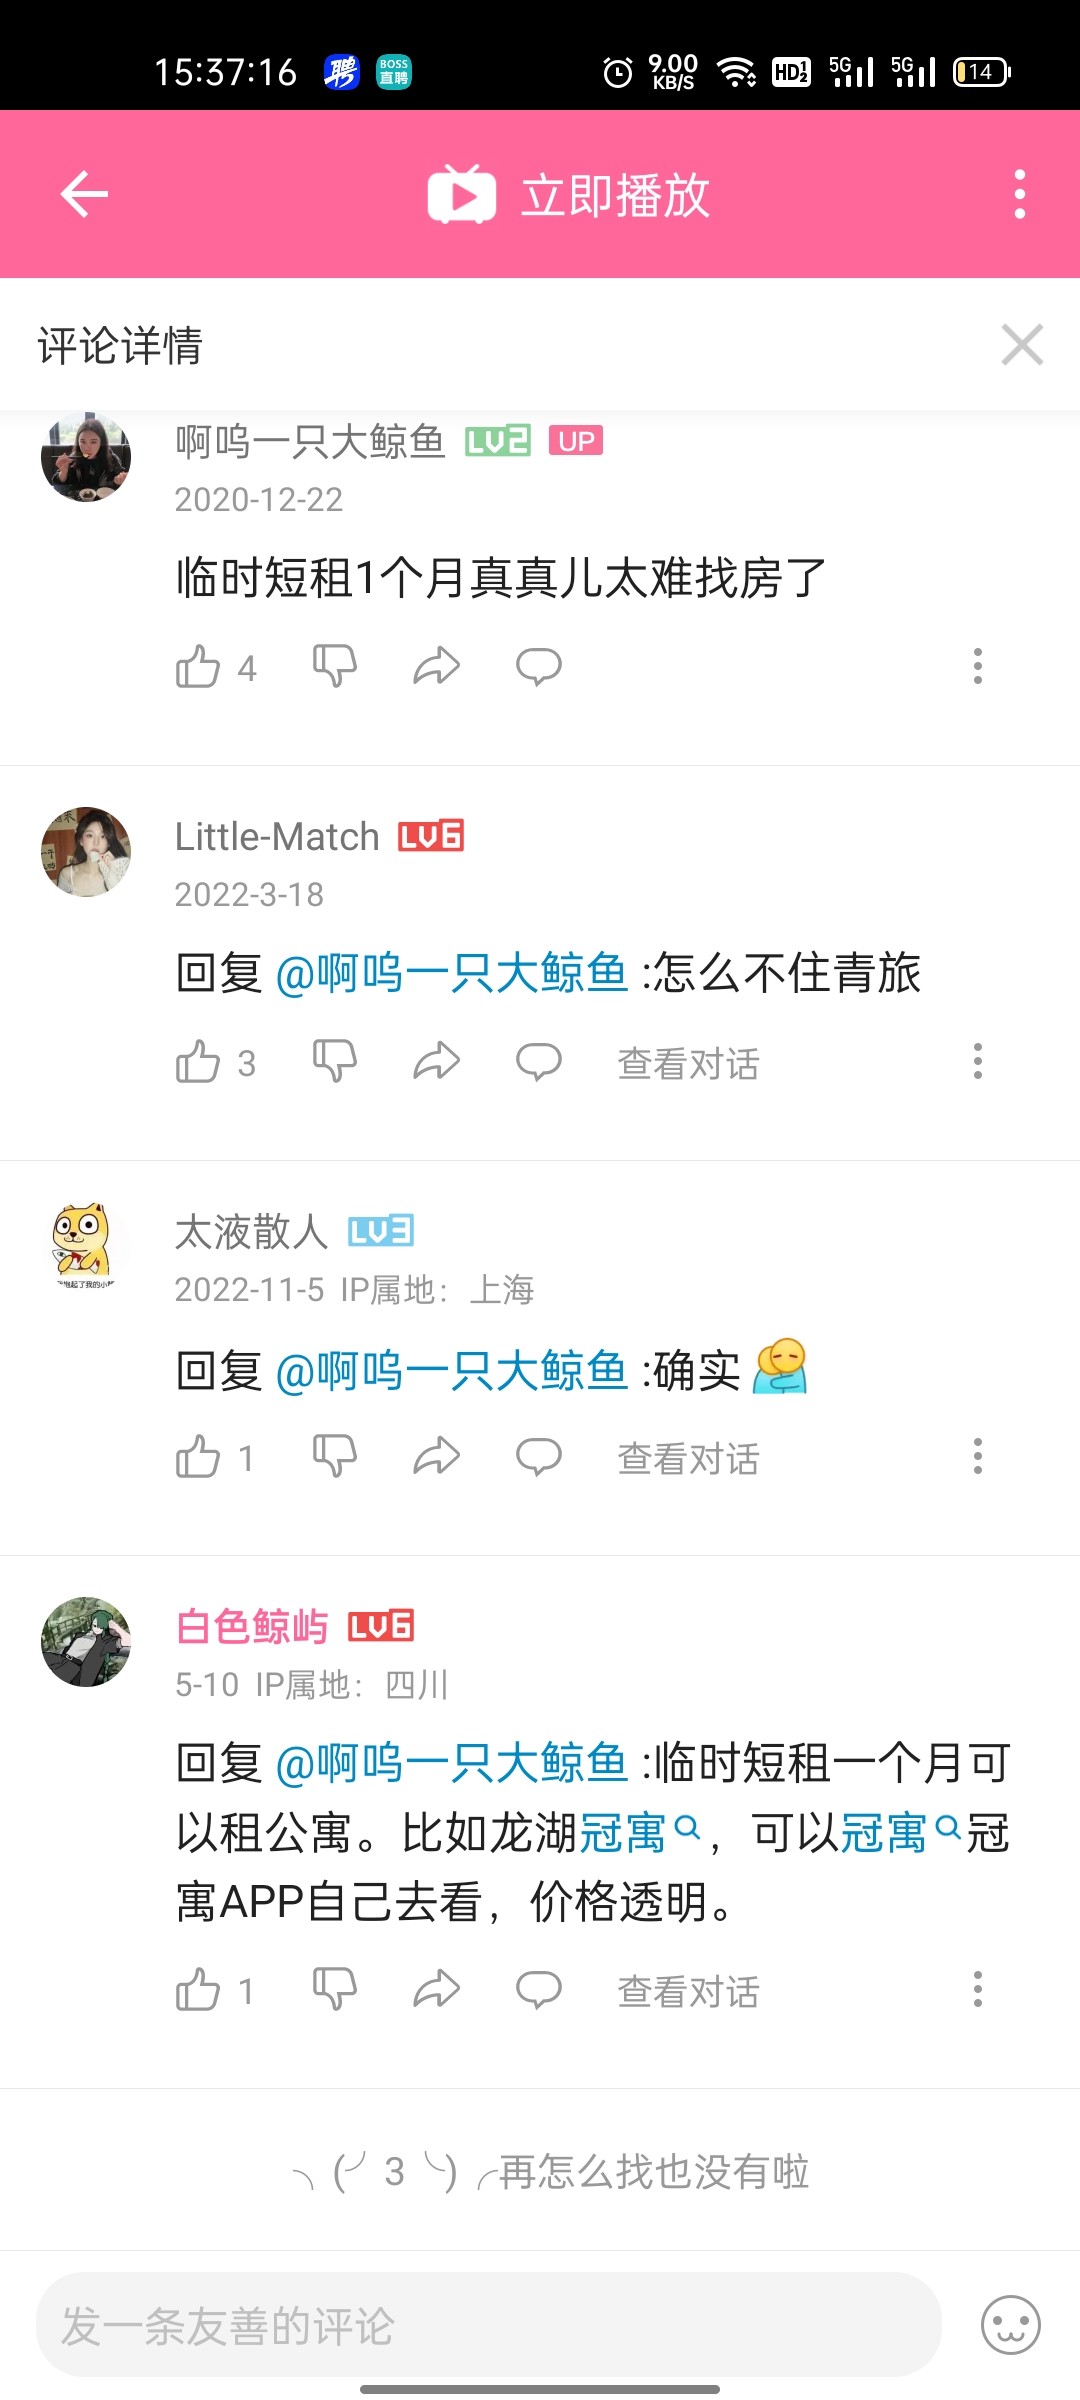 15:37:16
聘
BOSS
直聘
9.00
KB/S
HD1
2
5G
5G
14
立即播放
评论详情
啊呜一只大鲸鱼 LV2 UP
2020-12-22
临时短租1个月真真儿太难找房了
4
Little-Match LV6
2022-3-18
回复 @啊呜一只大鲸鱼 :怎么不住青旅
3 查看对话
太液散人 LV3
2022-11-5 IP属地：上海
回复 @啊呜一只大鲸鱼 :确实
1 查看对话
白色鲸屿 LV6
5-10 IP属地：四川
回复 @啊呜一只大鲸鱼 :临时短租一个月可
以租公寓。比如龙湖冠寓，可以冠寓冠
寓APP自己去看，价格透明。
1 查看对话
╮(╯3╰)╭再怎么找也没有啦
发一条友善的评论